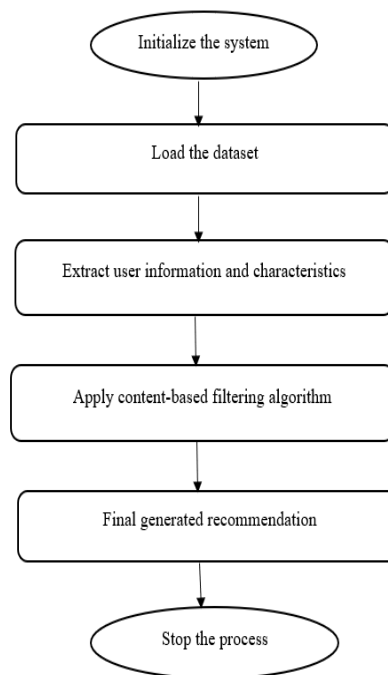 Initialize the system
Load the dataset
Extract user information and characteristics
Apply content-based filtering algorithm
Final generated recommendation
Stop the process